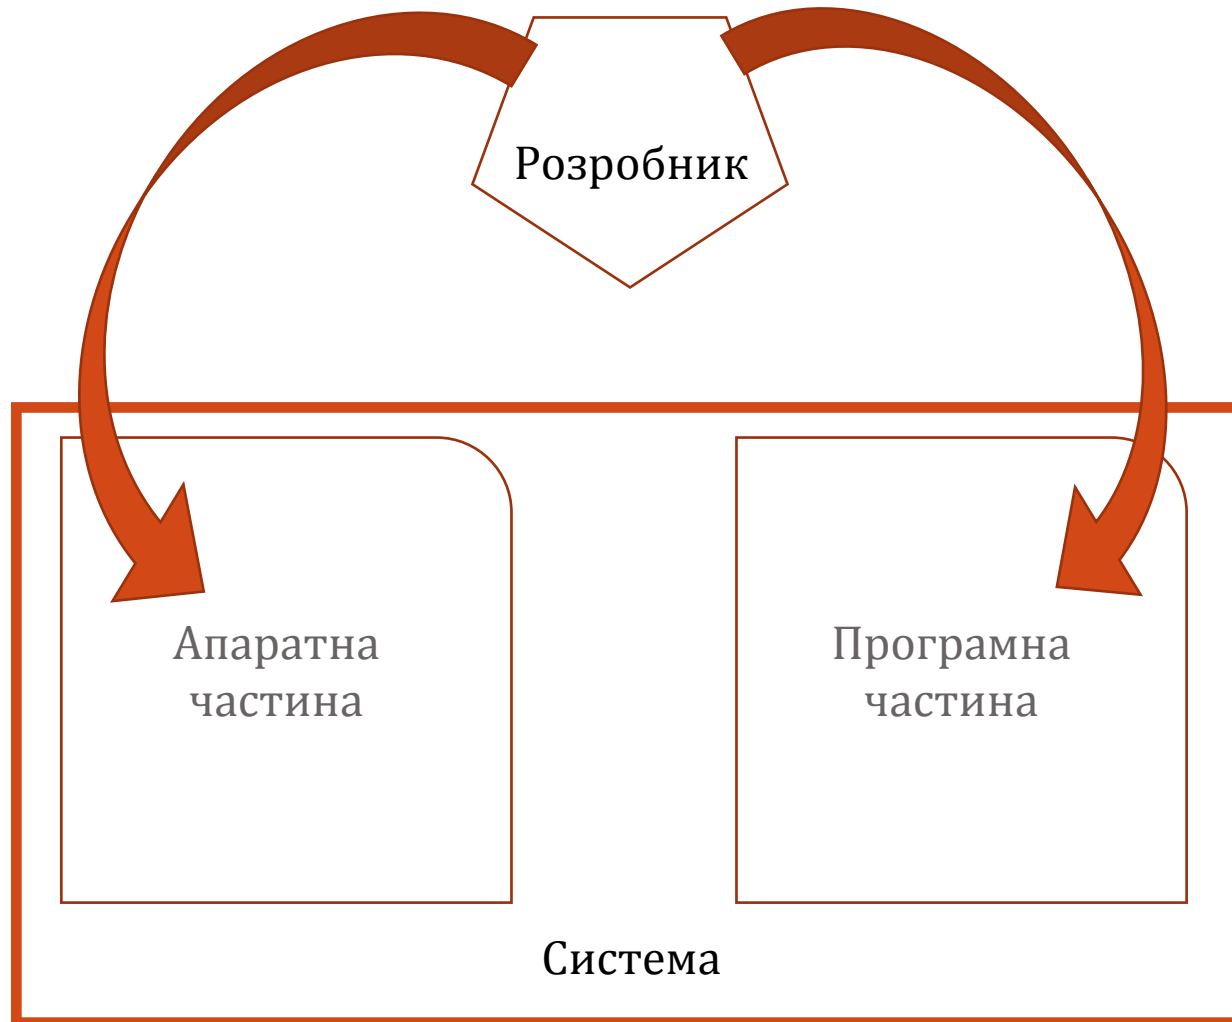 Розробник
Апаратна
частина
Програмна
частина
Система